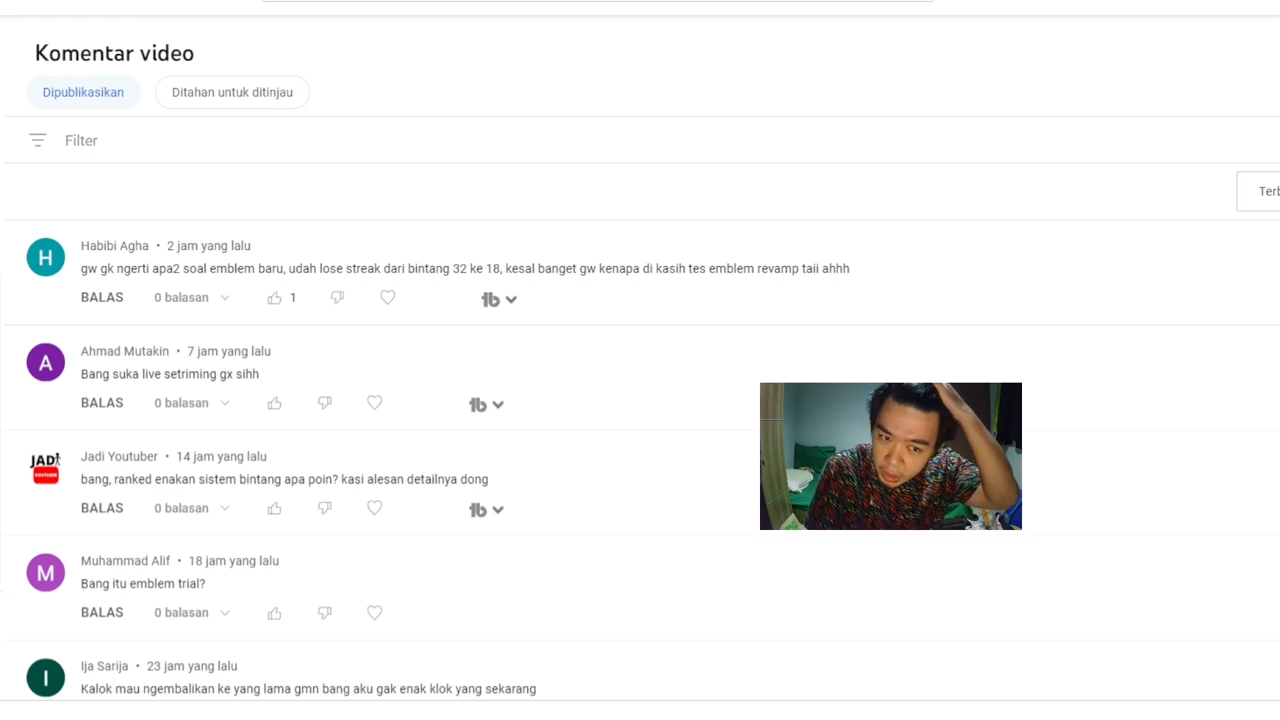 Komentar video
Dipublikasikan
Ditahan untuk ditinjau
Filter
Terb
H
Habibi Agha • 2 jam yang lalu
gw gk ngerti apa2 soal emblem baru, udah lose streak dari bintang 32 ke 18, kesal banget gw kenapa di kasih tes emblem revamp taii ahhh
BALAS 0 balasan 1
A
Ahmad Mutakin • 7 jam yang lalu
Bang suka live setriming gx sihh
BALAS 0 balasan
JADI
YOUTUBER
Jadi Youtuber • 14 jam yang lalu
bang, ranked enakan sistem bintang apa poin? kasi alesan detailnya dong
BALAS 0 balasan
M
Muhammad Alif • 18 jam yang lalu
Bang itu emblem trial?
BALAS 0 balasan
I
Ija Sarija • 23 jam yang lalu
Kalok mau ngembalikan ke yang lama gmn bang aku gak enak klok yang sekarang